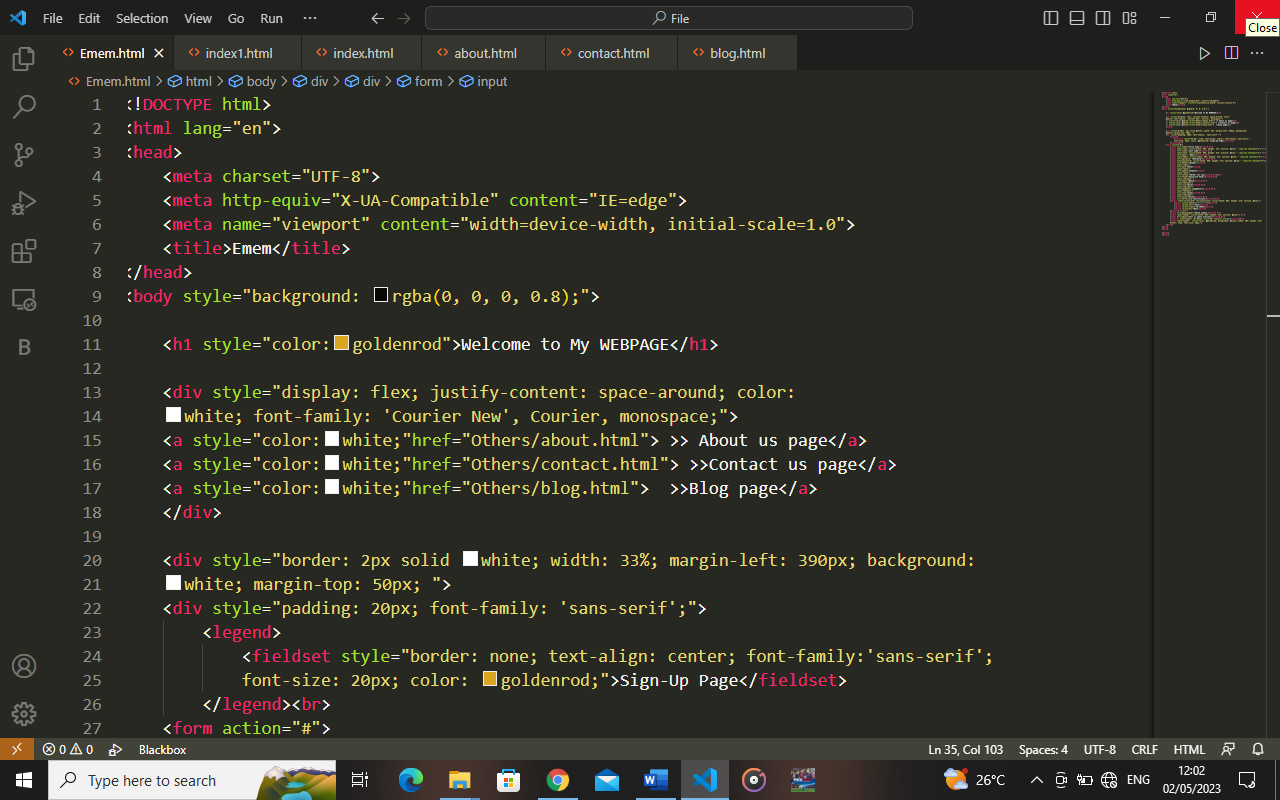 File Edit Selection View Go Run ··· File
Close
Emem.html index1.html index.html about.html contact.html blog.html
Emem.html > html > body > div > div > form > input
1 <!DOCTYPE html>
2 <html lang="en">
3 <head>
4 <meta charset="UTF-8">
5 <meta http-equiv="X-UA-Compatible" content="IE=edge">
6 <meta name="viewport" content="width=device-width, initial-scale=1.0">
7 <title>Emem</title>
8 </head>
9 <body style="background: rgba(0, 0, 0, 0.8);">
10
11 <h1 style="color: goldenrod">Welcome to My WEBPAGE</h1>
12
13 <div style="display: flex; justify-content: space-around; color:
14 white; font-family: 'Courier New', Courier, monospace;">
15 <a style="color: white;"href="Others/about.html"> >> About us page</a>
16 <a style="color: white;"href="Others/contact.html"> >>Contact us page</a>
17 <a style="color: white;"href="Others/blog.html">  >>Blog page</a>
18 </div>
19
20 <div style="border: 2px solid white; width: 33%; margin-left: 390px; background:
21 white; margin-top: 50px; ">
22 <div style="padding: 20px; font-family: 'sans-serif';">
23 <legend>
24 <fieldset style="border: none; text-align: center; font-family:'sans-serif';
25 font-size: 20px; color: goldenrod;">Sign-Up Page</fieldset>
26 </legend><br>
27 <form action="#">
0 0 Blackbox Ln 35, Col 103 Spaces: 4 UTF-8 CRLF HTML
Type here to search 26°C ENG 12:02
02/05/2023